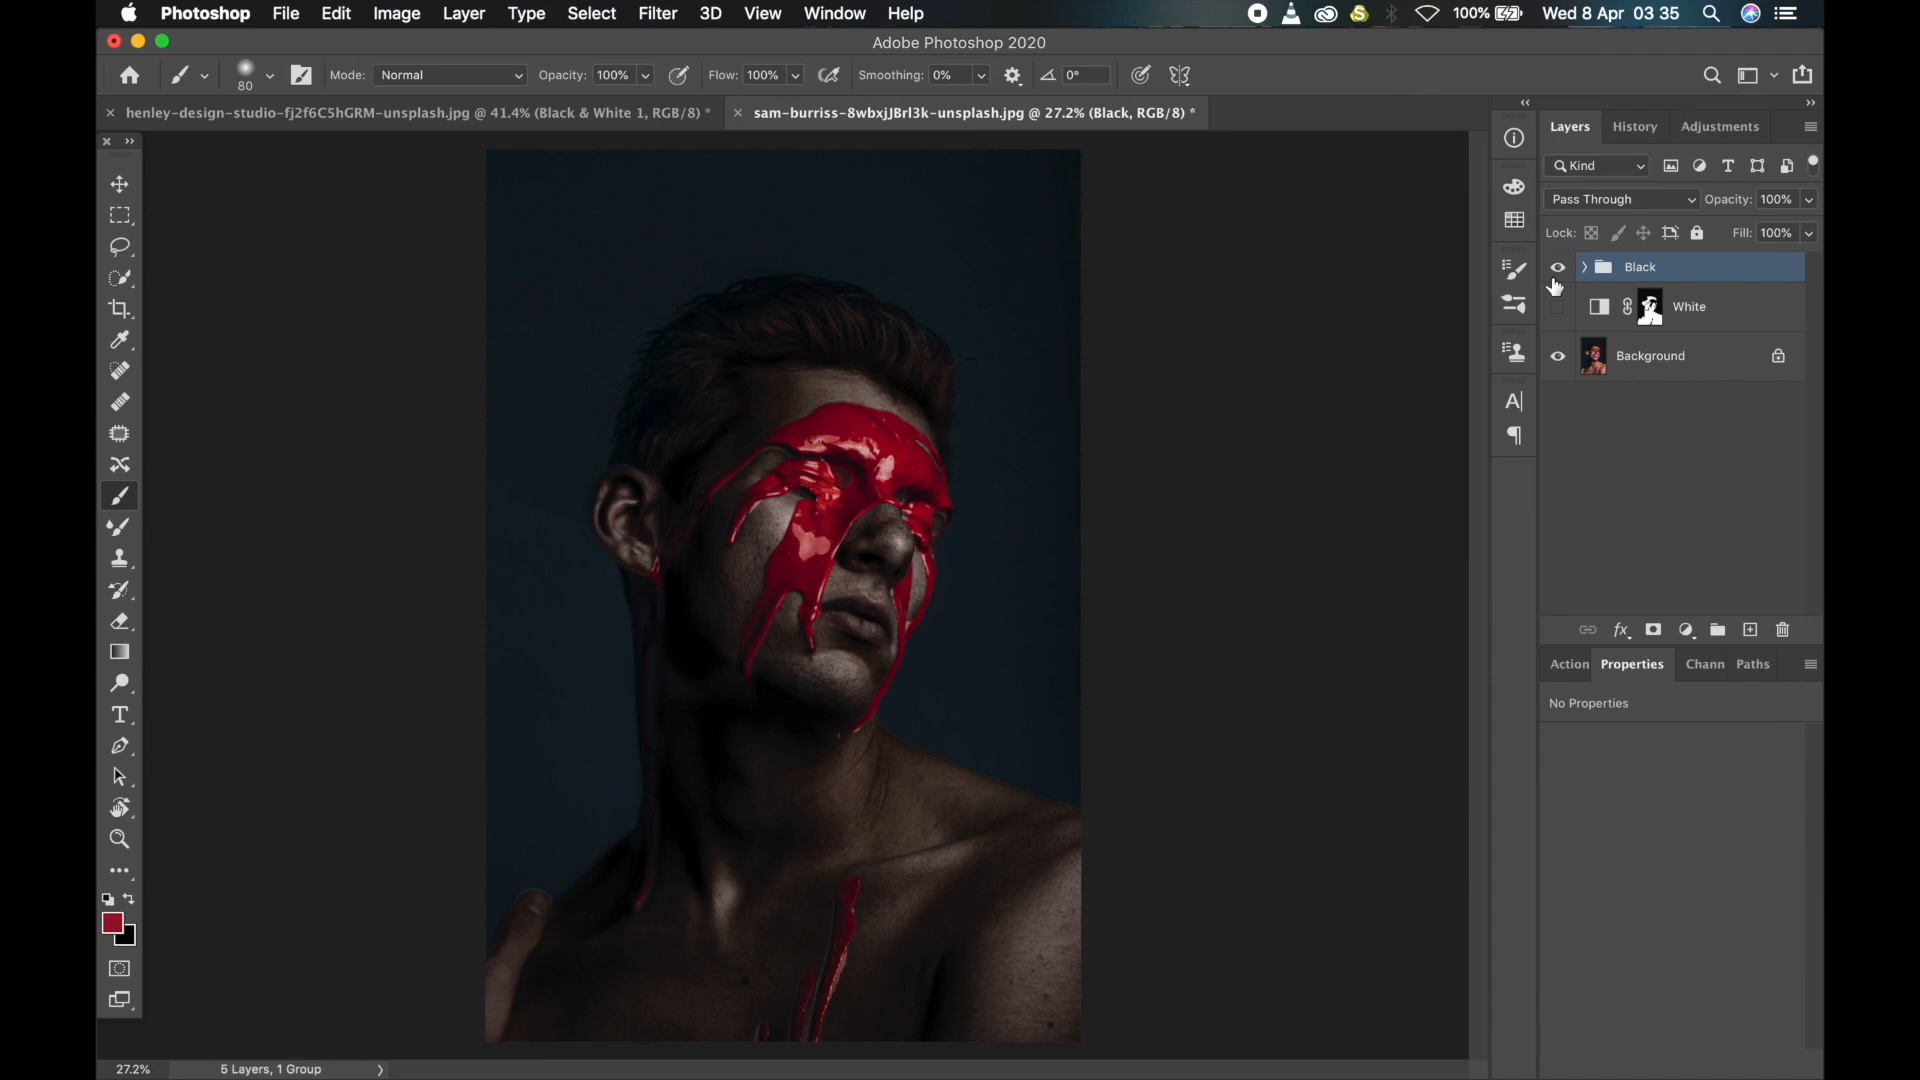 Photoshop File Edit Image Layer Type Select Filter 3D View Window Help S 100% Wed 8 Apr 03 35
Adobe Photoshop 2020
80 Mode: Normal Opacity: 100% Flow: 100% Smoothing: 0% 0°
henley-design-studio-fj2f6C5hGRM-unsplash.jpg @ 41.4% (Black & White 1, RGB/8) * sam-burriss-8wbxjJBrl3k-unsplash.jpg @ 27.2% (Black, RGB/8) *
Layers History Adjustments
Kind
Pass Through Opacity: 100%
Lock: Fill: 100%
Black
White
Background
fx
Action Properties Chann Paths
No Properties
27.2% 5 Layers, 1 Group